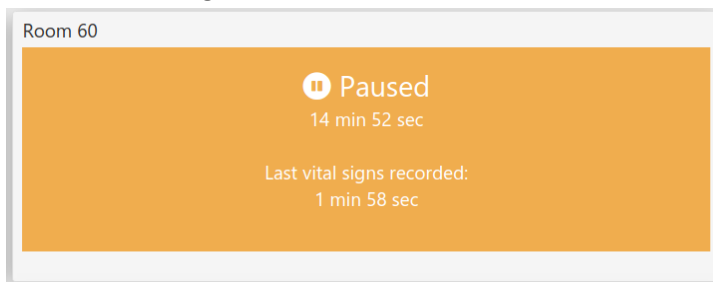 Room 60
Paused
14 min 52 sec
Last vital signs recorded:
1 min 58 sec